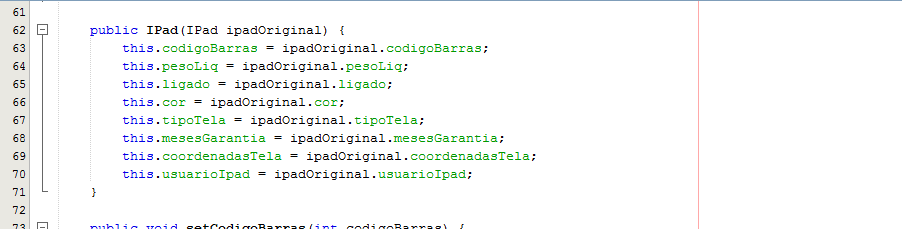 61
62 public IPad(IPad ipadOriginal) {
63 this.codigoBarras = ipadOriginal.codigoBarras;
64 this.pesoLiq = ipadOriginal.pesoLiq;
65 this.ligado = ipadOriginal.ligado;
66 this.cor = ipadOriginal.cor;
67 this.tipoTela = ipadOriginal.tipoTela;
68 this.mesesGarantia = ipadOriginal.mesesGarantia;
69 this.coordenadasTela = ipadOriginal.coordenadasTela;
70 this.usuarioIpad = ipadOriginal.usuarioIpad;
71 }
72
73 public void setCodigoBarras(int codigoBarras) {